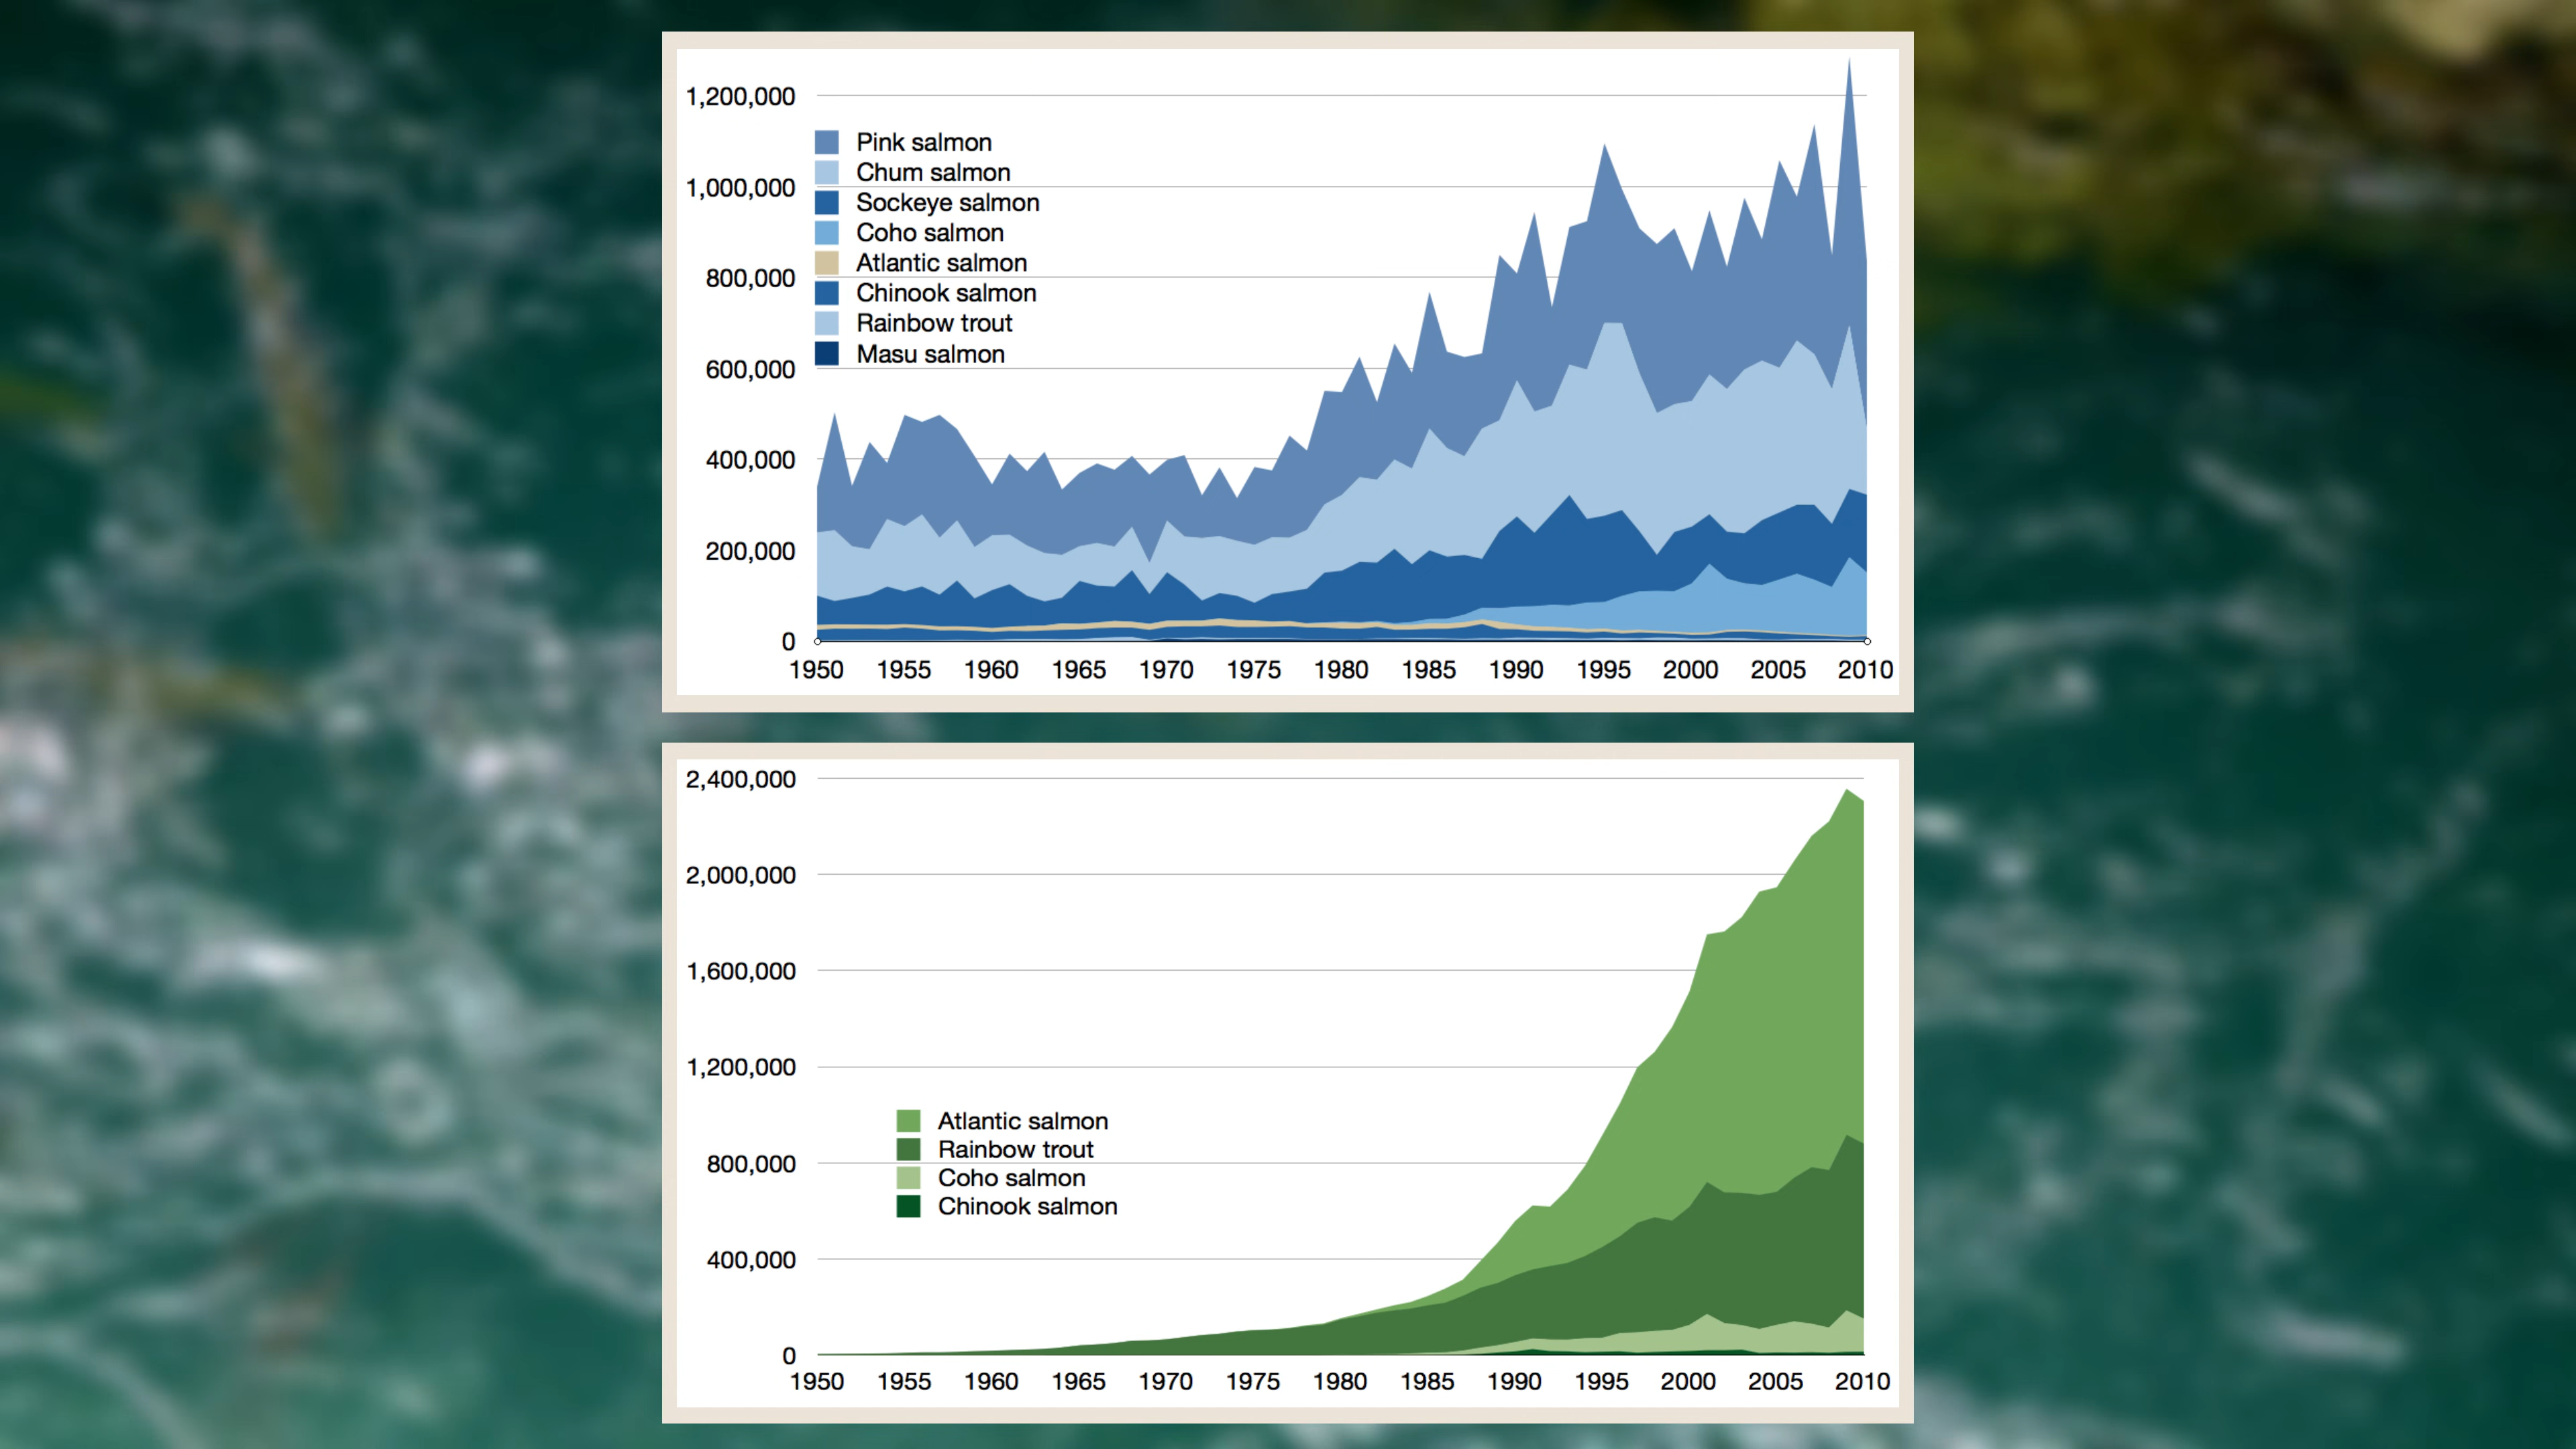 1,200,000
Pink salmon
Chum salmon
1,000,000
Sockeye salmon
Coho salmon
Atlantic salmon
800,000
Chinook salmon
Rainbow trout
Masu salmon
600,000
400,000
200,000
0
1950 1955 1960 1965 1970 1975 1980 1985 1990 1995 2000 2005 2010
2,400,000
2,000,000
1,600,000
1,200,000
Atlantic salmon
Rainbow trout
800,000
Coho salmon
Chinook salmon
400,000
0
1950 1955 1960 1965 1970 1975 1980 1985 1990 1995 2000 2005 2010